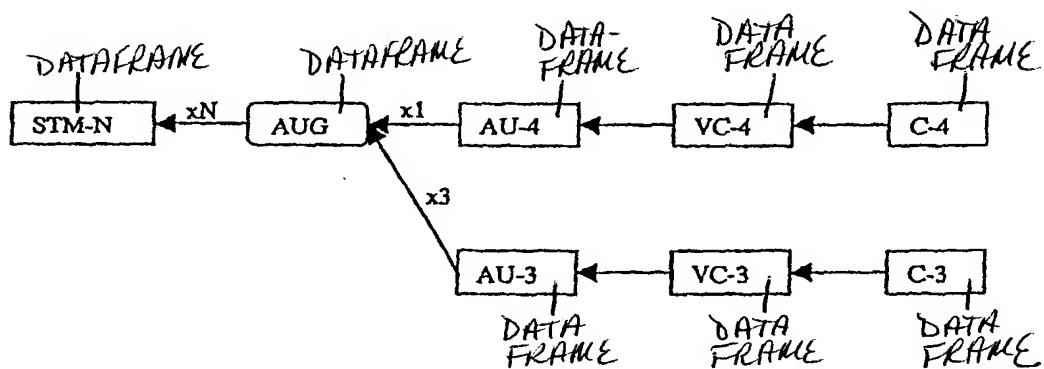 DATAFRAME
DATAFRAME
DATA-
FRAME
DATA
FRAME
DATA
FRAME
STM-N
xN
AUG
x1
AU-4
VC-4
C-4
x3
AU-3
VC-3
C-3
DATA
FRAME
DATA
FRAME
DATA
FRAME